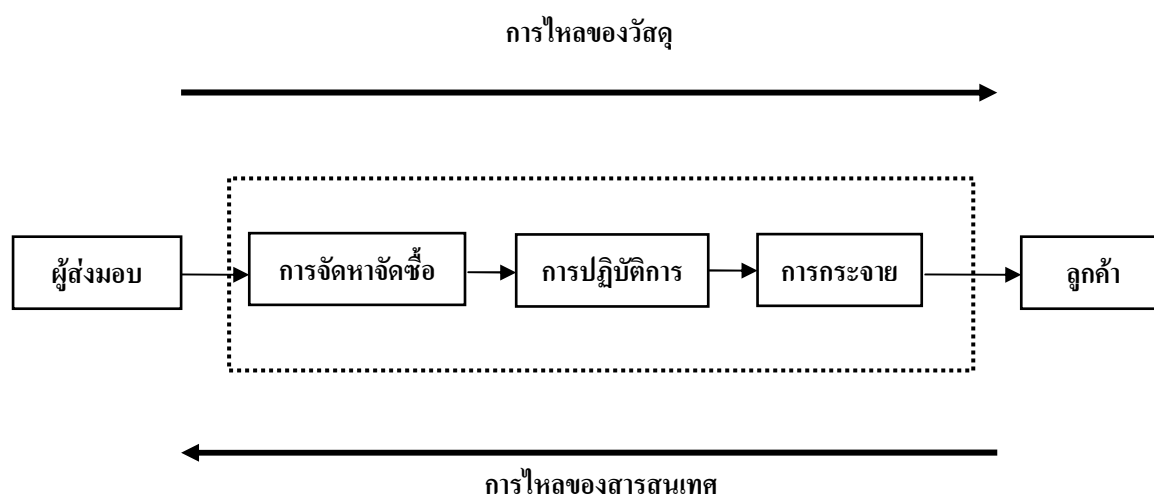 การไหลของวัสดุ
ผู้ส่งมอบ
การจัดหาจัดซื้อ
การปฏิบัติการ
การกระจาย
ลูกค้า
การไหลของสารสนเทศ